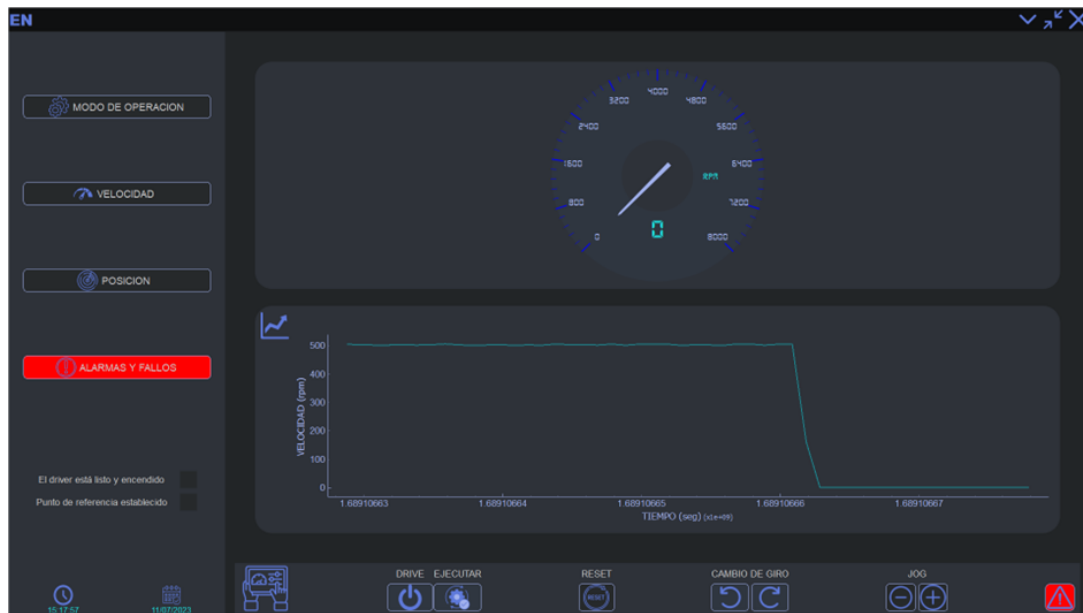 EN
MODO DE OPERACION
VELOCIDAD
POSICION
ALARMAS Y FALLOS
El driver está listo y encendido
Punto de referencia establecido
15:17:57
11/07/2023
0
800
1600
2400
3200
4000
4800
5600
6400
7200
8000
RPM
0
VELOCIDAD (rpm)
500
400
300
200
100
0
1.68910663
1.68910664
1.68910665
1.68910666
1.68910667
TIEMPO (seg) (x1e+09)
DRIVE
EJECUTAR
RESET
RESET
CAMBIO DE GIRO
JOG